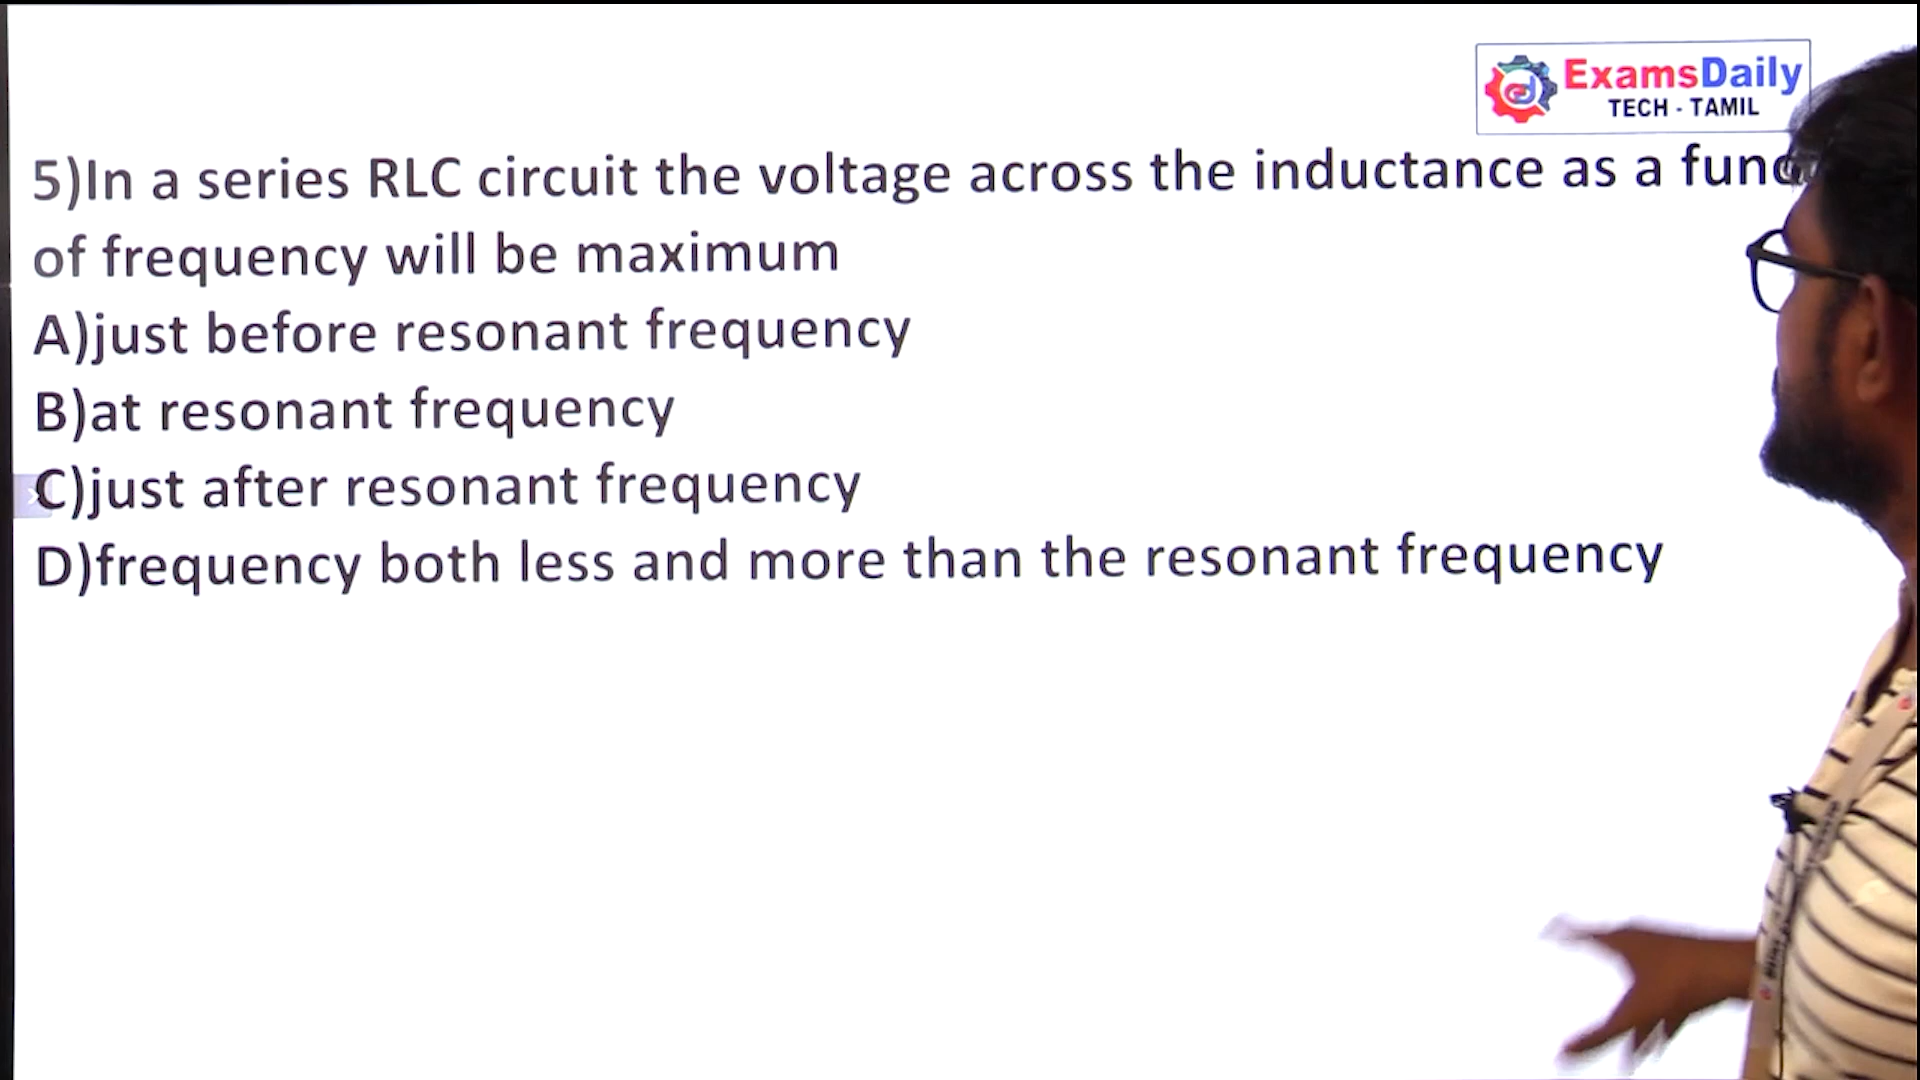 ExamsDaily
TECH - TAMIL
5)In a series RLC circuit the voltage across the inductance as a
of frequency will be maximum
A)just before resonant frequency
B)at resonant frequency
C)just after resonant frequency
D)frequency both less and more than the resonant frequency